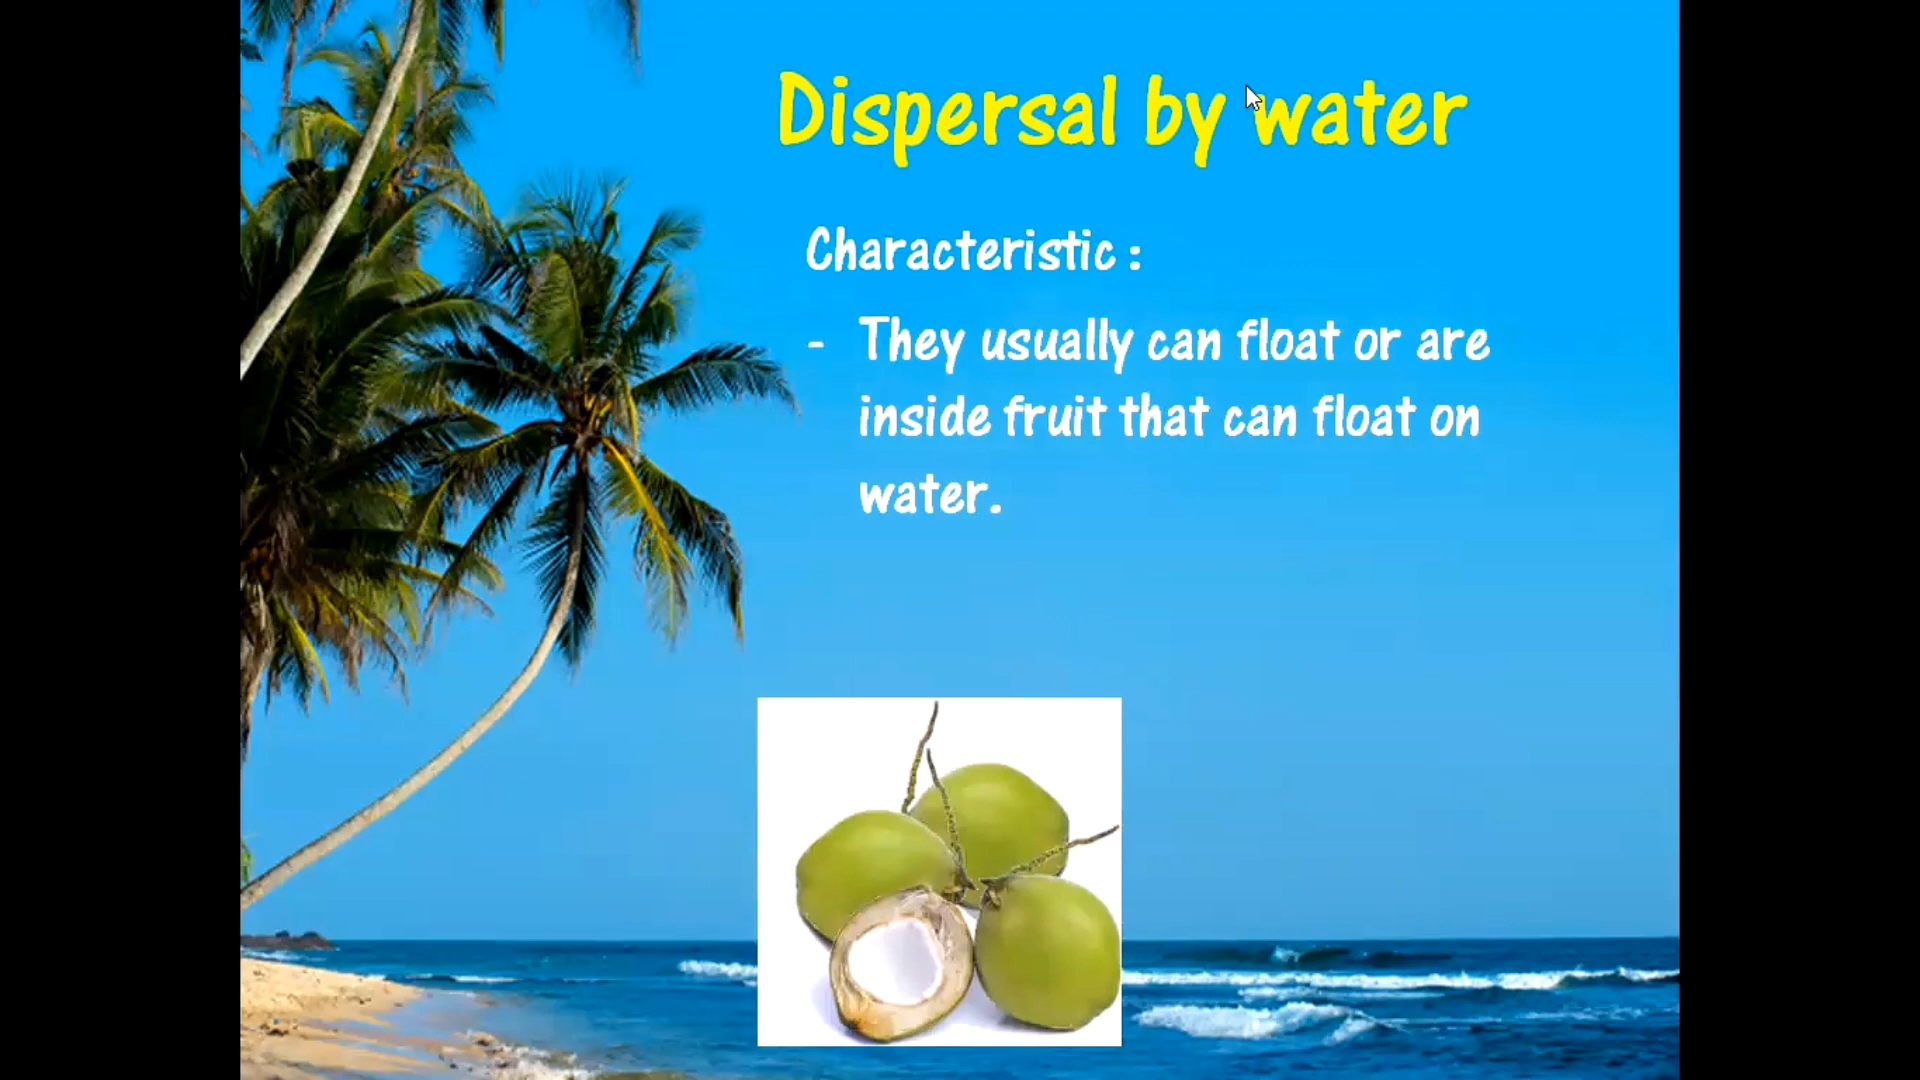 Dispersal by water
Characteristic :
- They usually can float or are
inside fruit that can float on
water.